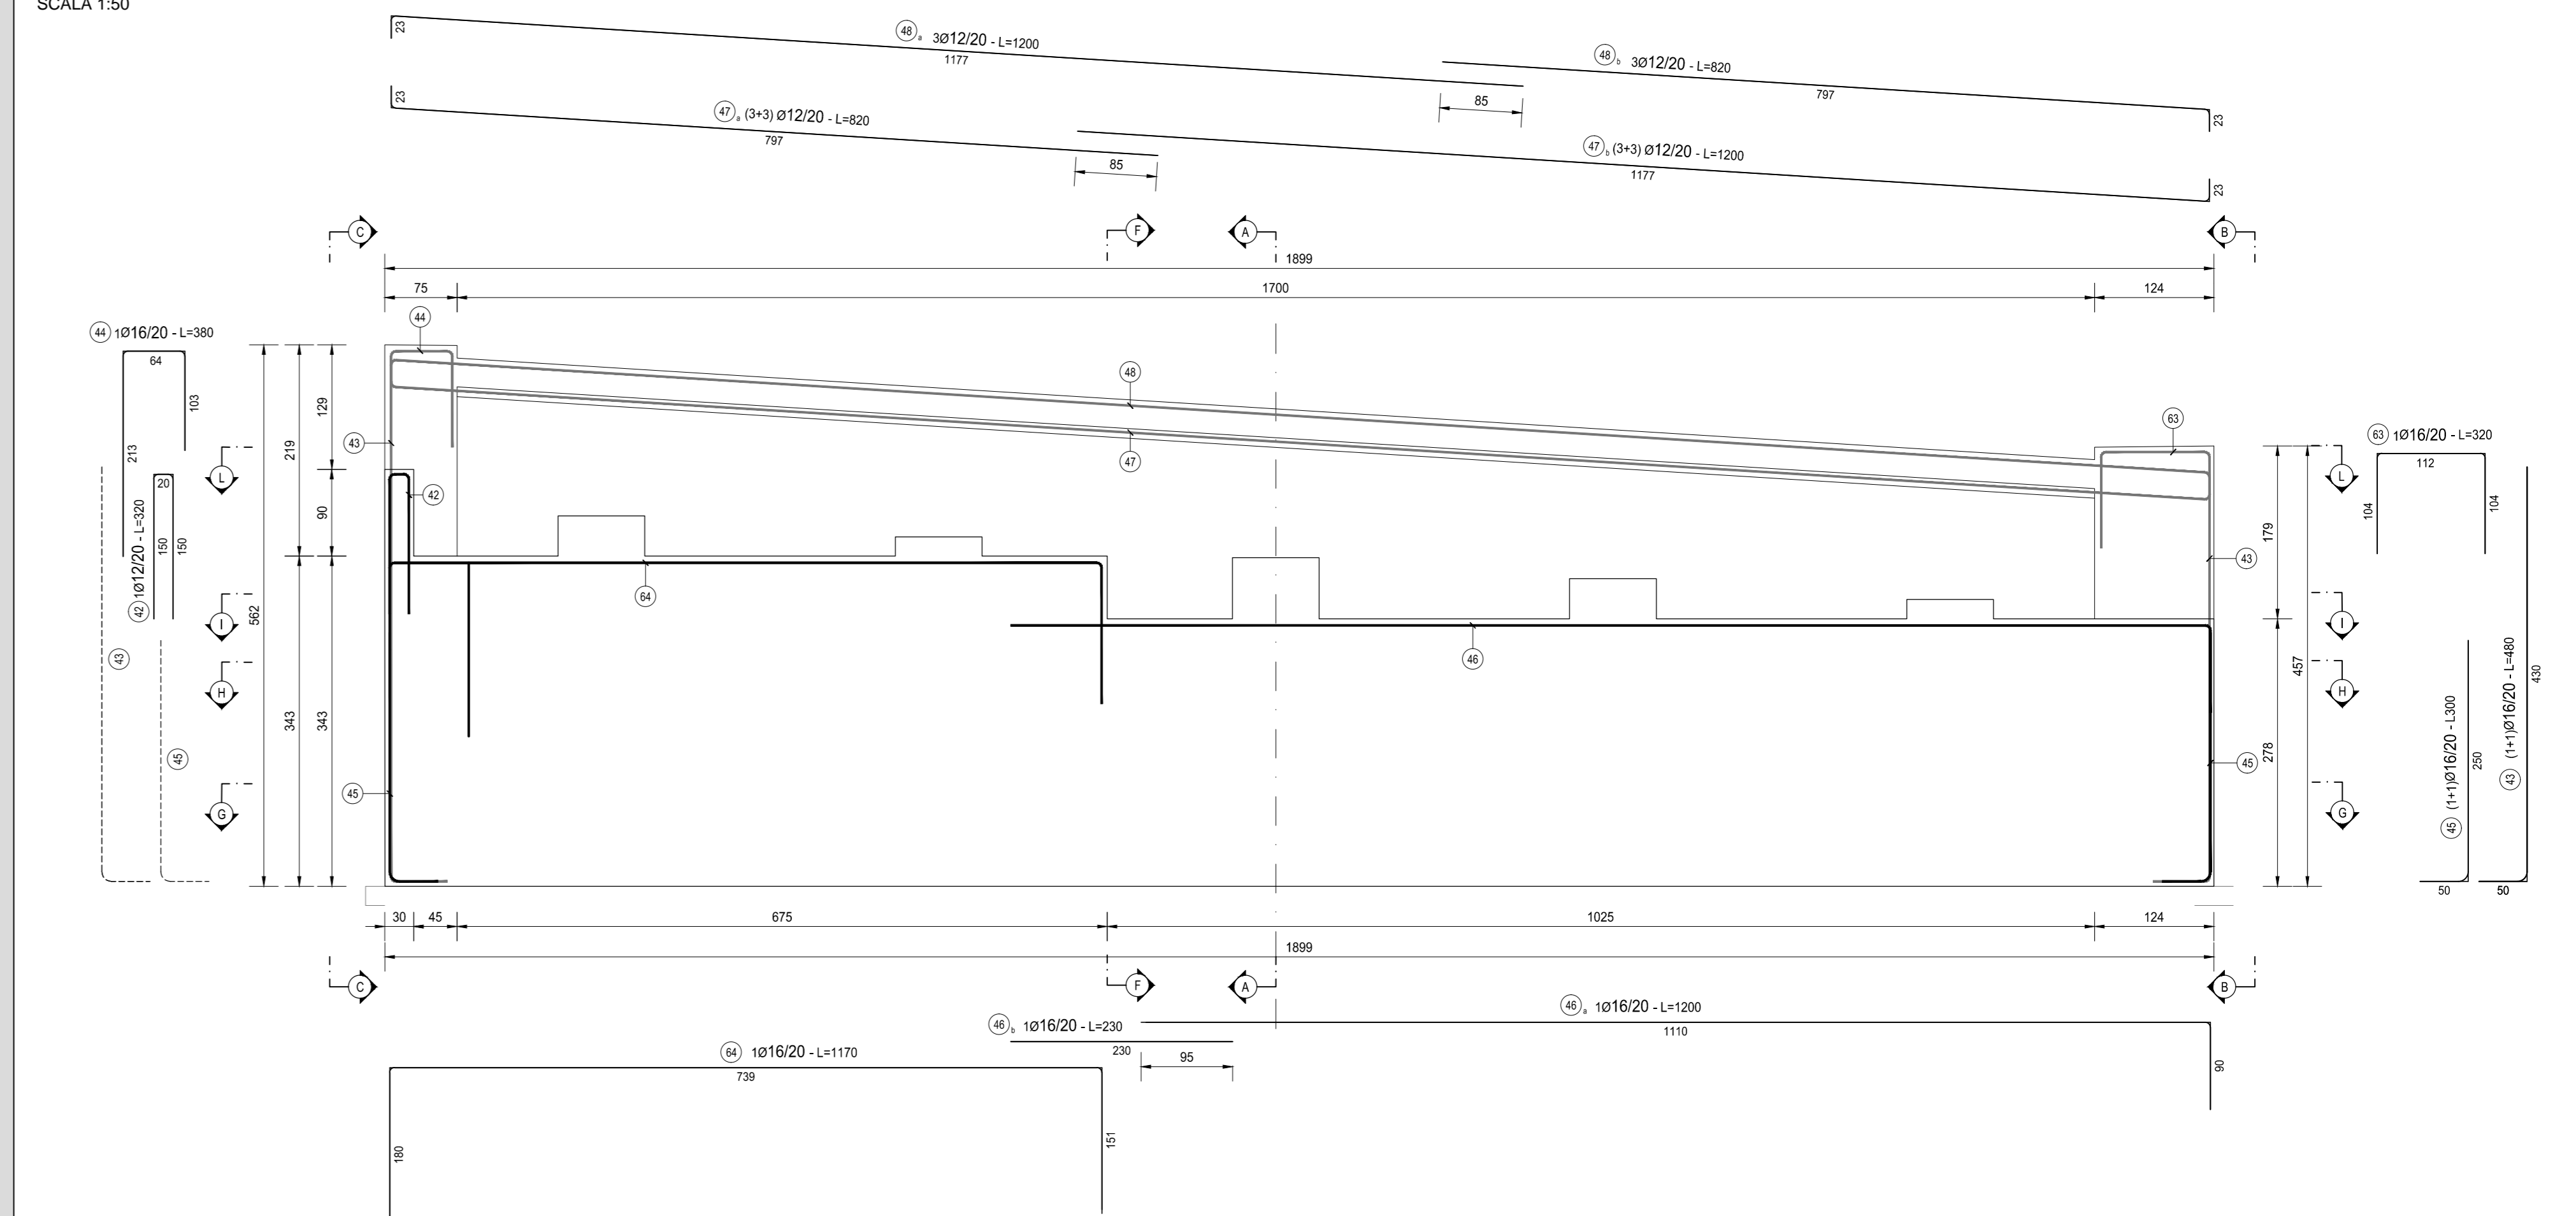 SCALA 1:50
23
48 a 3Ø12/20 - L=1200
1177
48 b 3Ø12/20 - L=820
797
85
23
23
47 a (3+3) Ø12/20 - L=820
797
85
47 b (3+3) Ø12/20 - L=1200
1177
23
C
F
A
B
1899
75
1700
124
44 1Ø16/20 - L=380
64
103
213
44
48
47
63
43
42
129
219
90
562
343
343
L
I
H
G
20
150
150
42 1Ø12/20 - L=320
43
45
64
46
45
43
45
63 1Ø16/20 - L=320
112
104
104
179
457
278
L
I
H
G
45 (1+1)Ø16/20 - L300
250
50
43 (1+1)Ø16/20 - L=480
430
50
30
45
675
1025
124
1899
C
F
A
B
46 b 1Ø16/20 - L=230
230
95
46 a 1Ø16/20 - L=1200
1110
90
64 1Ø16/20 - L=1170
739
180
151